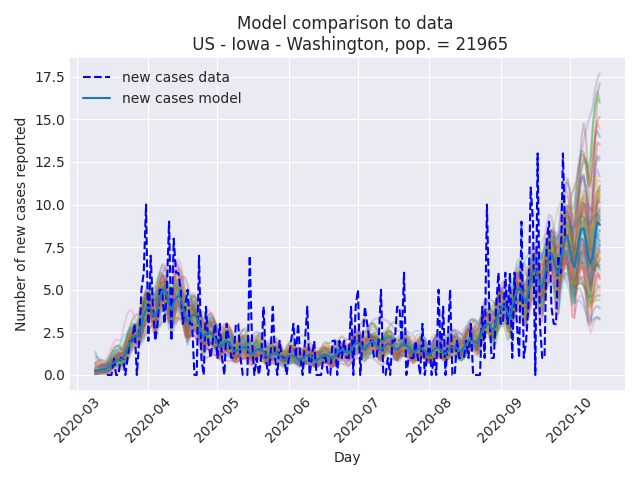 Model comparison to data
US - Iowa - Washington, pop. = 21965
new cases data
new cases model
Number of new cases reported
17.5
15.0
12.5
10.0
7.5
5.0
2.5
0.0
2020-03
2020-04
2020-05
2020-06
2020-07
2020-08
2020-09
2020-10
Day